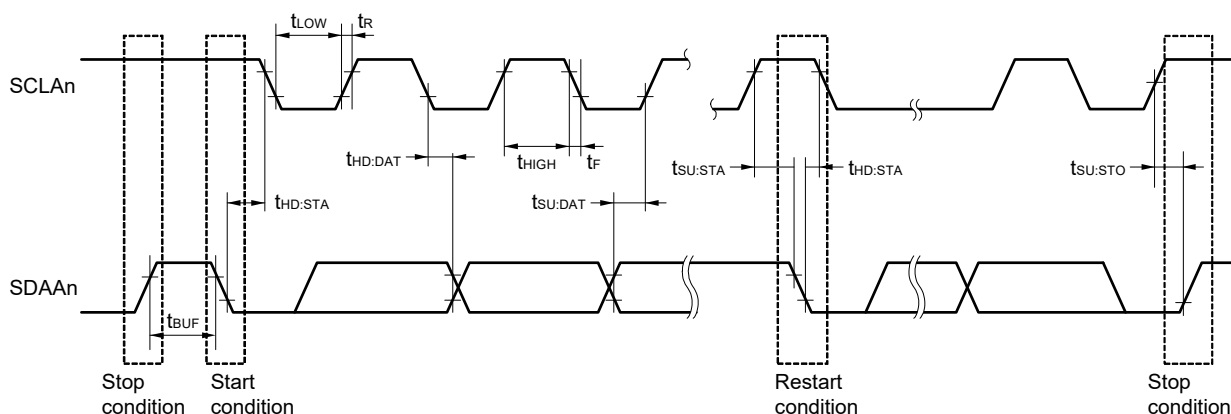 tLOW
tR
SCLAn
tHD:DAT
tHIGH
tF
tSU:STA
tHD:STA
tSU:STO
tHD:STA
tSU:DAT
SDAAn
tBUF
Stop
condition
Start
condition
Restart
condition
Stop
condition